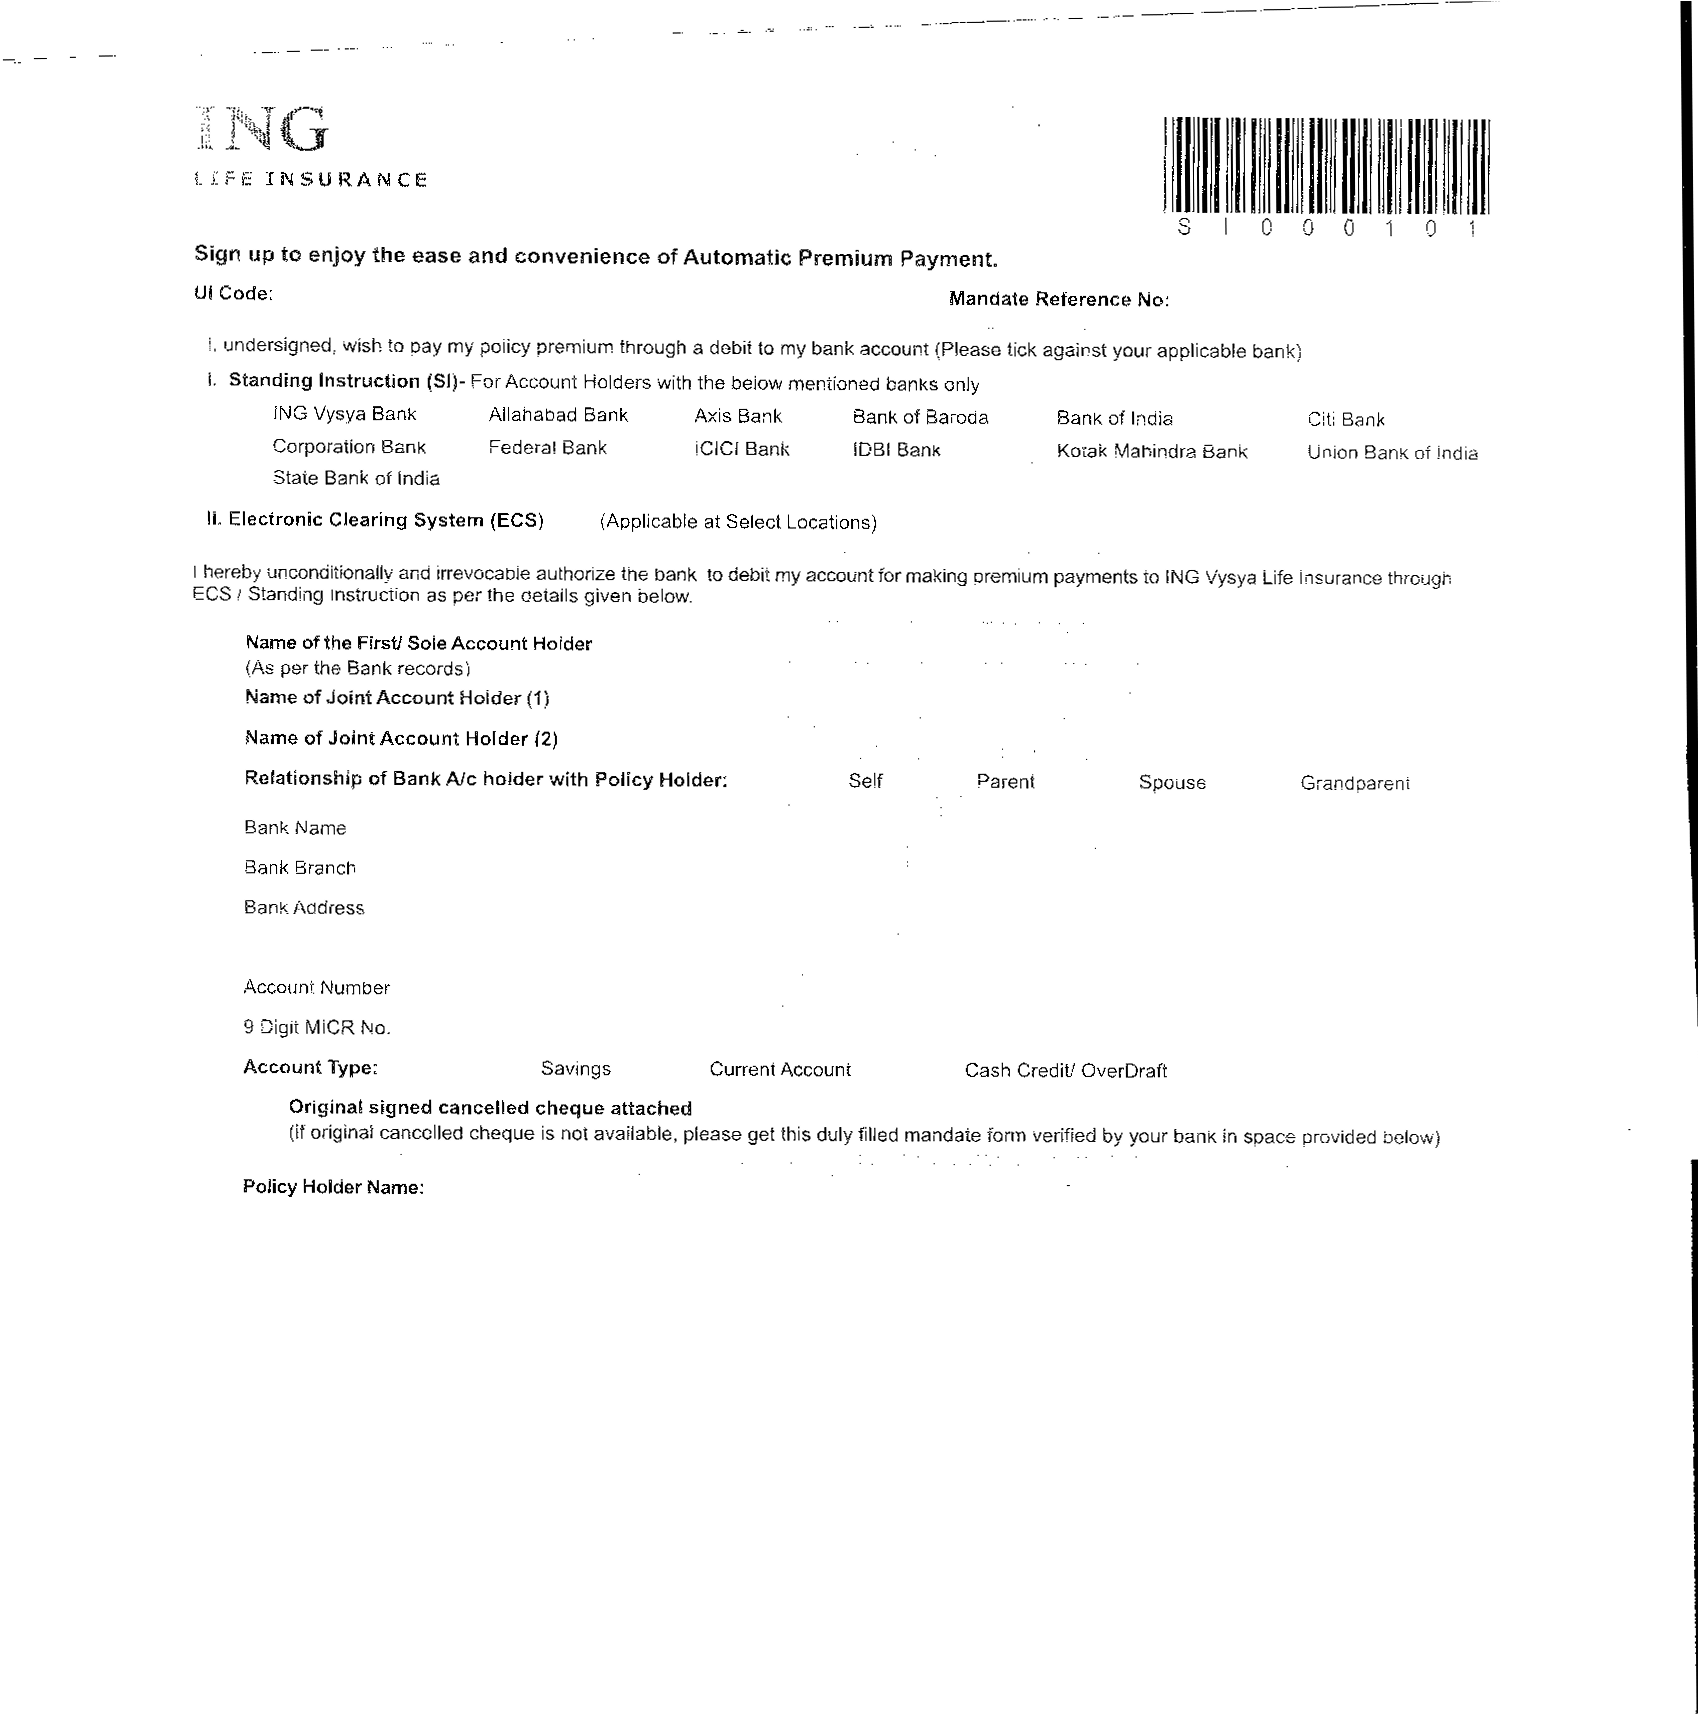 ING
LIFE INSURANCE
S I 0 0 0 1 0 1
Sign up to enjoy the ease and convenience of Automatic Premium Payment.
UI Code: Mandate Reference No:
I, undersigned, wish to pay my policy premium through a debit to my bank account (Please tick against your applicable bank)
I. Standing Instruction (SI)- For Account Holders with the below mentioned banks only
ING Vysya Bank Allahabad Bank Axis Bank Bank of Baroda Bank of India Citi Bank
Corporation Bank Federal Bank ICICI Bank IDBI Bank Kotak Mahindra Bank Union Bank of India
State Bank of India
II. Electronic Clearing System (ECS) (Applicable at Select Locations)
I hereby unconditionally and irrevocable authorize the bank to debit my account for making premium payments to ING Vysya Life Insurance through
ECS / Standing Instruction as per the details given below.
Name of the First/ Sole Account Holder
(As per the Bank records)
Name of Joint Account Holder (1)
Name of Joint Account Holder (2)
Relationship of Bank A/c holder with Policy Holder: Self Parent Spouse Grandparent
Bank Name
Bank Branch
Bank Address
Account Number
9 Digit MICR No.
Account Type: Savings Current Account Cash Credit/ OverDraft
Original signed cancelled cheque attached
(If original cancelled cheque is not available, please get this duly filled mandate form verified by your bank in space provided below)
Policy Holder Name: